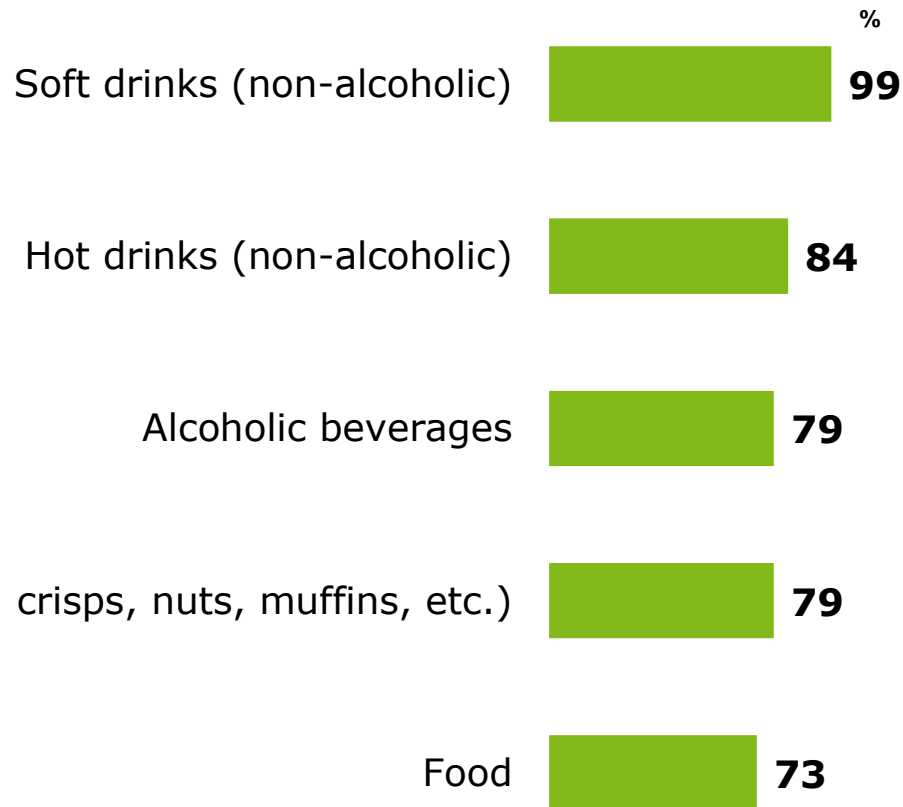 %
Soft drinks (non-alcoholic) 99
Hot drinks (non-alcoholic) 84
Alcoholic beverages 79
crisps, nuts, muffins, etc.) 79
Food 73